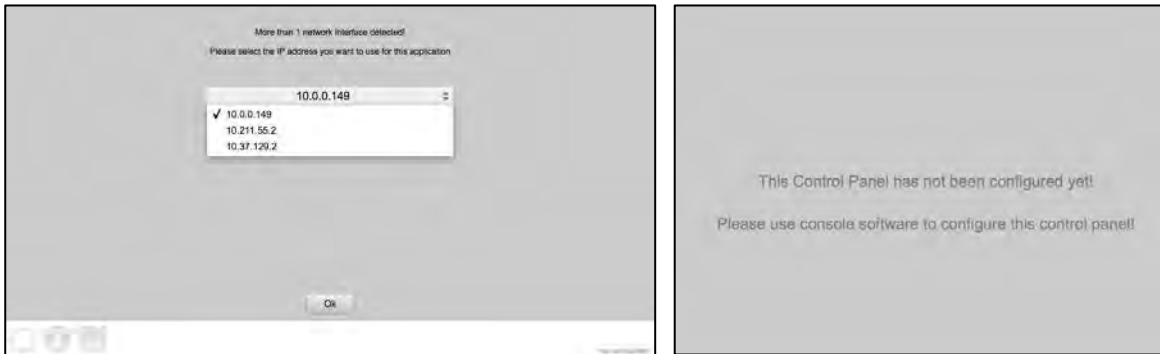 More than 1 network interface detected!
Please select the IP address you want to use for this application
10.0.0.149
✓ 10.0.0.149
10.211.55.2
10.37.129.2
Ok
This Control Panel has not been configured yet!
Please use console software to configure this control panel!